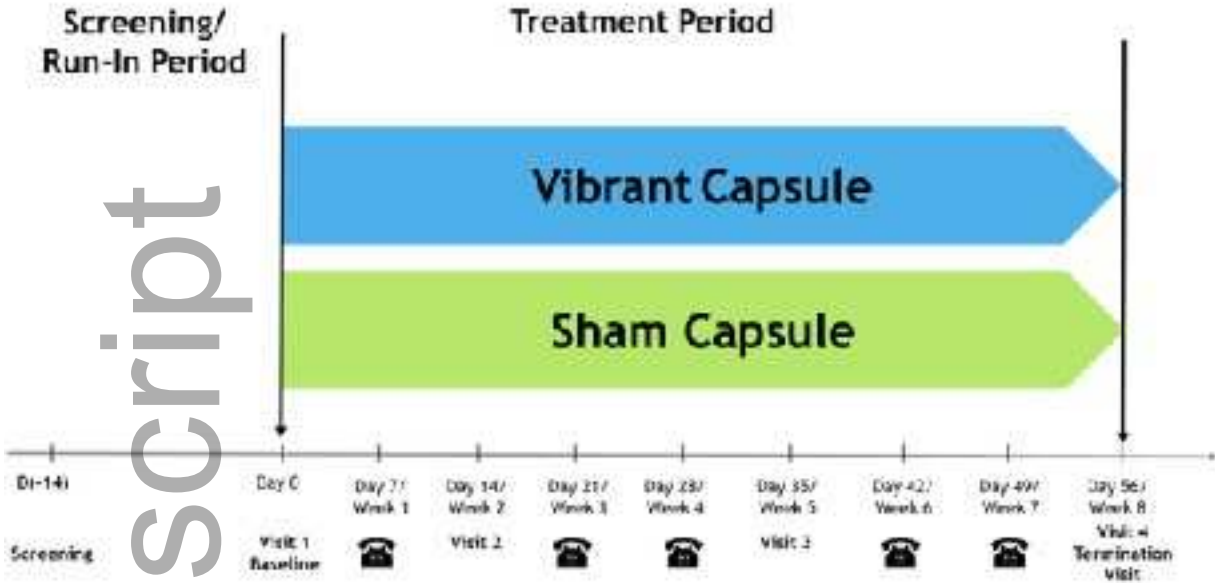 Screening/
Run-In Period
Treatment Period
Vibrant Capsule
Sham Capsule
script
D(-14)
Day 0
Day 7/
Week 1
Day 14/
Week 2
Day 21/
Week 3
Day 28/
Week 4
Day 35/
Week 5
Day 42/
Week 6
Day 49/
Week 7
Day 56/
Week 8
Screening
Visit 1
Baseline
Visit 2
Visit 3
Visit 4
Termination
Visit